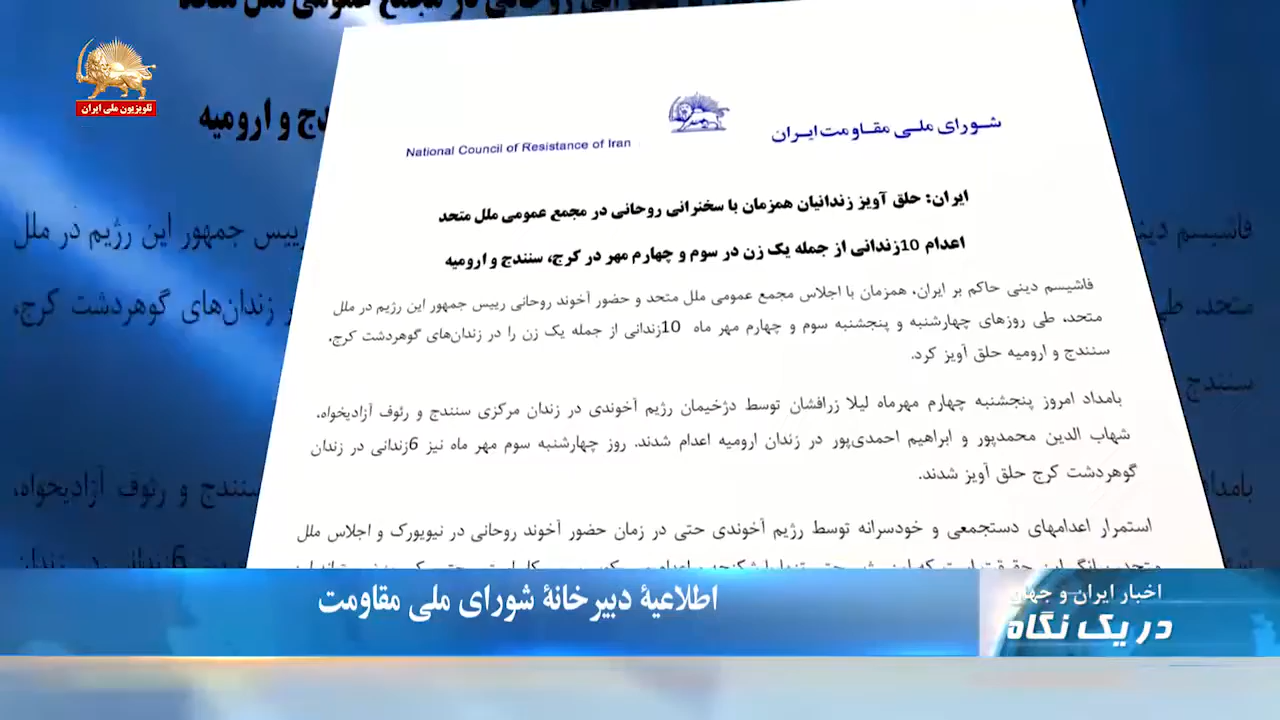 تلویزیون ملی ایران
National Council of Resistance of Iran
شـورای ملـی مقـاومت ایـران
ایران: حلق آویز زندانیان همزمان با سخنرانی روحانی در مجمع عمومی ملل متحد
اعدام 10زندانی از جمله یک زن در سوم و چهارم مهر در کرج، سنندج و ارومیه
فاشیسم دینی حاکم بر ایران، همزمان با اجلاس مجمع عمومی ملل متحد و حضور آخوند روحانی رییس جمهور این رژیم در ملل
متحد، طی روزهای چهارشنبه و پنجشنبه سوم و چهارم مهر ماه 10زندانی از جمله یک زن را در زندان‌های گوهردشت کرج،
سنندج و ارومیه حلق آویز کرد.
بامداد امروز پنجشنبه چهارم مهرماه لیلا زرافشان توسط دژخیمان رژیم آخوندی در زندان مرکزی سنندج و رئوف آزادیخواه،
شهاب الدین محمدپور و ابراهیم احمدی‌پور در زندان ارومیه اعدام شدند. روز چهارشنبه سوم مهر ماه نیز 6زندانی در زندان
گوهردشت کرج حلق آویز شدند.
استمرار اعدامهای دستجمعی و خودسرانه توسط رژیم آخوندی حتی در زمان حضور آخوند روحانی در نیویورک و اجلاس ملل
اطلاعیهٔ دبیرخانهٔ شورای ملی مقاومت
اخبار ایران و جهان
در یک نگاه